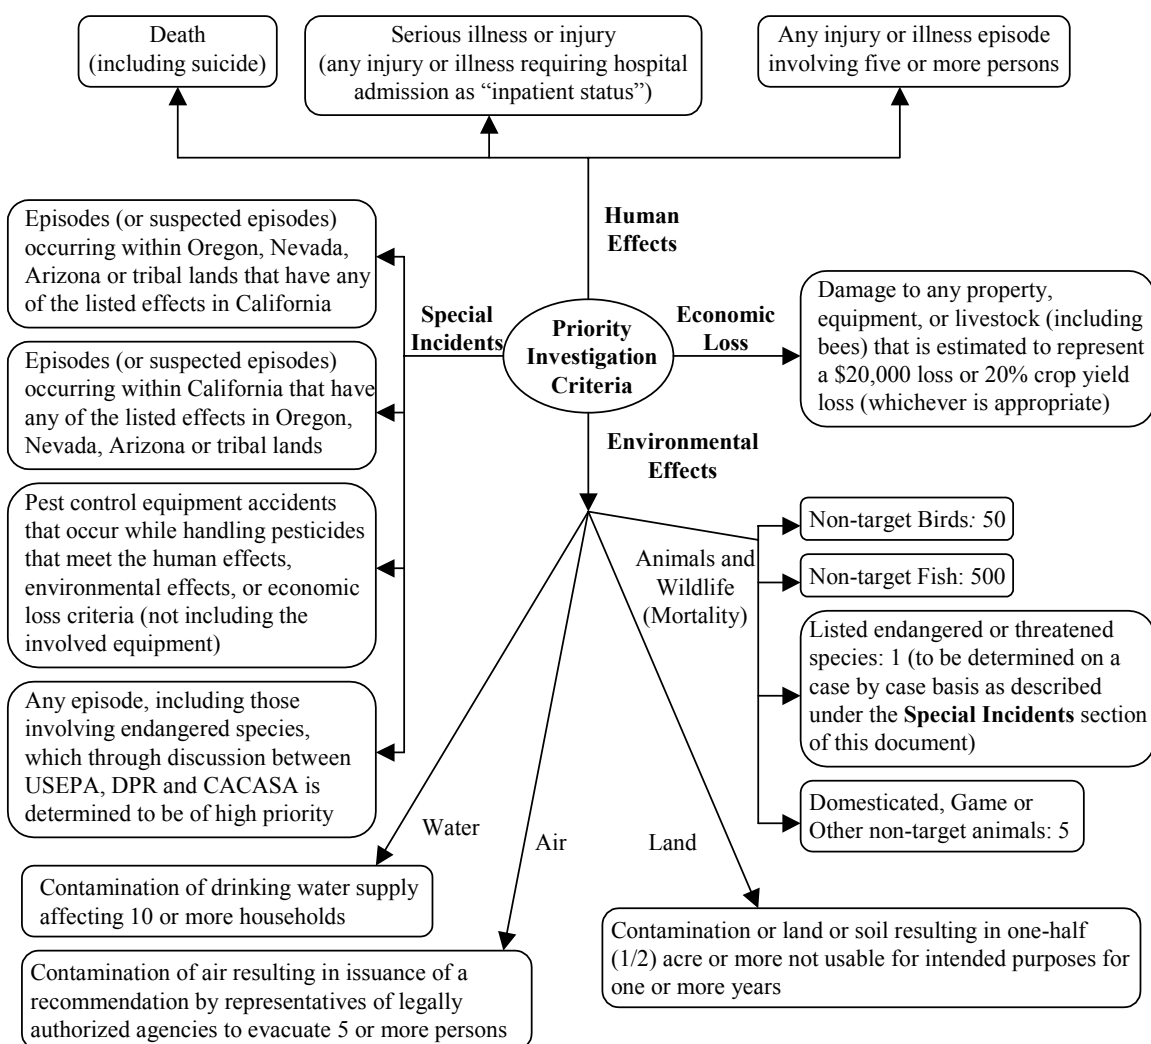 Death
(including suicide)
Serious illness or injury
(any injury or illness requiring hospital
admission as “inpatient status”)
Any injury or illness episode
involving five or more persons
Human
Effects
Episodes (or suspected episodes)
occurring within Oregon, Nevada,
Arizona or tribal lands that have any
of the listed effects in California
Episodes (or suspected episodes)
occurring within California that have
any of the listed effects in Oregon,
Nevada, Arizona or tribal lands
Pest control equipment accidents
that occur while handling pesticides
that meet the human effects,
environmental effects, or economic
loss criteria (not including the
involved equipment)
Any episode, including those
involving endangered species,
which through discussion between
USEPA, DPR and CACASA is
determined to be of high priority
Special
Incidents
Priority
Investigation
Criteria
Economic
Loss
Damage to any property,
equipment, or livestock (including
bees) that is estimated to represent
a $20,000 loss or 20% crop yield
loss (whichever is appropriate)
Environmental
Effects
Animals and
Wildlife
(Mortality)
Non-target Birds: 50
Non-target Fish: 500
Listed endangered or threatened
species: 1 (to be determined on a
case by case basis as described
under the Special Incidents section
of this document)
Domesticated, Game or
Other non-target animals: 5
Water
Air
Land
Contamination of drinking water supply
affecting 10 or more households
Contamination of air resulting in issuance of a
recommendation by representatives of legally
authorized agencies to evacuate 5 or more persons
Contamination or land or soil resulting in one-half
(1/2) acre or more not usable for intended purposes for
one or more years